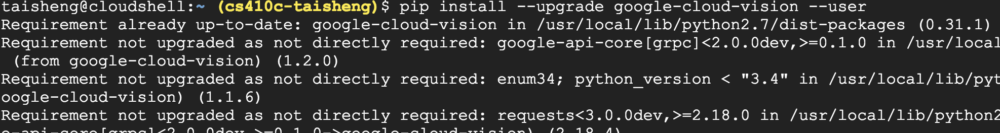 taisheng@cloudshell:~ (cs410c-taisheng)$ pip install --upgrade google-cloud-vision --user
Requirement already up-to-date: google-cloud-vision in /usr/local/lib/python2.7/dist-packages (0.31.1)
Requirement not upgraded as not directly required: google-api-core[grpc]<2.0.0dev,>=0.1.0 in /usr/local
(from google-cloud-vision) (1.2.0)
Requirement not upgraded as not directly required: enum34; python_version < "3.4" in /usr/local/lib/pyt
oogle-cloud-vision) (1.1.6)
Requirement not upgraded as not directly required: requests<3.0.0dev,>=2.18.0 in /usr/local/lib/python2
e-api-core[grpc]<2.0.0dev,>=0.1.0->google-cloud-vision) (2.18.4)